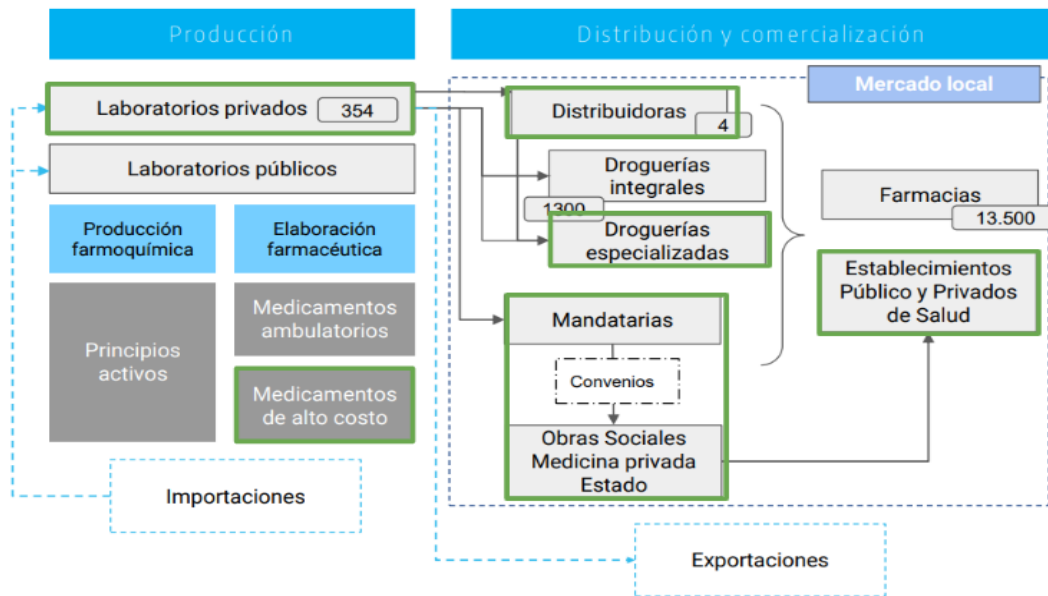 Producción
Distribución y comercialización
Mercado local
Laboratorios privados
354
Laboratorios públicos
Producción
farmoquímica
Elaboración
farmacéutica
Principios
activos
Medicamentos
ambulatorios
Medicamentos
de alto costo
Importaciones
Distribuidoras
4
Droguerías
integrales
1300
Droguerías
especializadas
Mandatarias
Convenios
Obras Sociales
Medicina privada
Estado
Farmacias
13.500
Establecimientos
Público y Privados
de Salud
Exportaciones